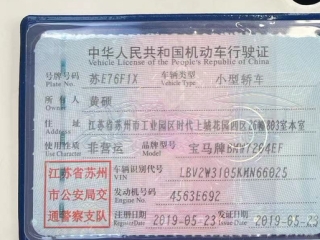 中华人民共和国机动车行驶证
Vehicle License of the People's Republic of China
号牌号码 苏E76F1X 车辆类型 小型轿车
Plate No. Vehicle Type
所有人 黄硕
Owner
住址 江苏省苏州市工业园区时代上城花园四区26幢803室本室
Address
使用性质 非营运 品牌型号 宝马牌BMW7204EF
Use Character Model
江苏省苏州市公安局交通警察支队
车辆识别代号 LBV2W3105KMN66025
VIN
发动机号码 4563E692
Engine No.
注册日期 2019-05-23 发证日期 2019-05-23
Register Date Issue Date